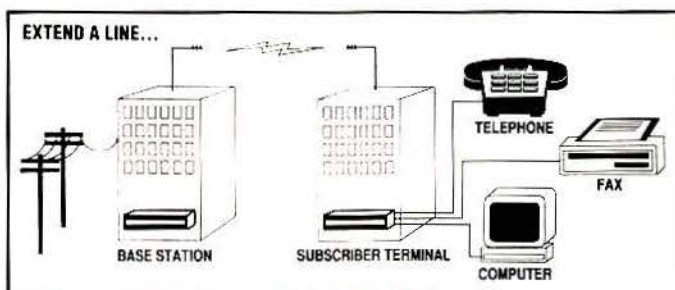 EXTEND A LINE...
TELEPHONE
FAX
BASE STATION
SUBSCRIBER TERMINAL
COMPUTER